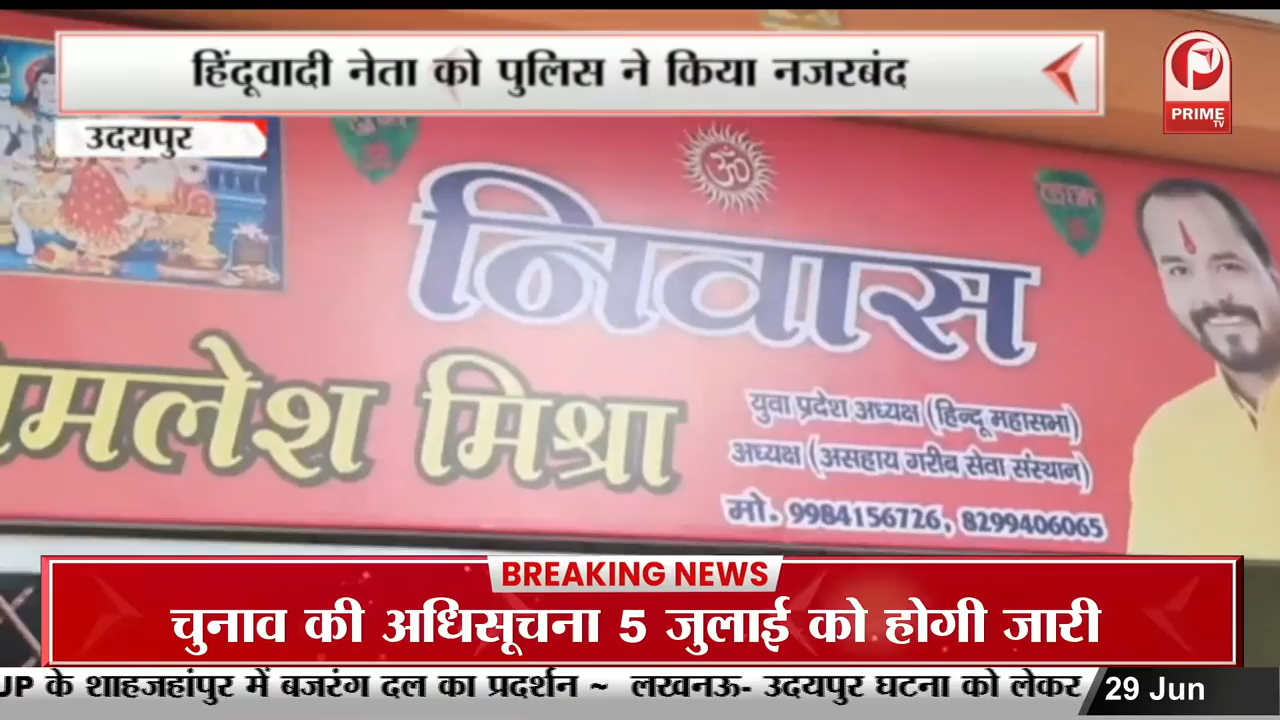 हिंदूवादी नेता को पुलिस ने किया नजरबंद
PRIME
TV
उदयपुर
ॐ
निवास
मलेश मिश्रा
युवा प्रदेश अध्यक्ष (हिन्दू महासभा)
अध्यक्ष (असहाय गरीब सेवा संस्थान)
मो. 9984156726, 8299406065
BREAKING NEWS
चुनाव की अधिसूचना 5 जुलाई को होगी जारी
UP के शाहजहांपुर में बजरंग दल का प्रदर्शन ~ लखनऊ- उदयपुर घटना को लेकर
29 Jun